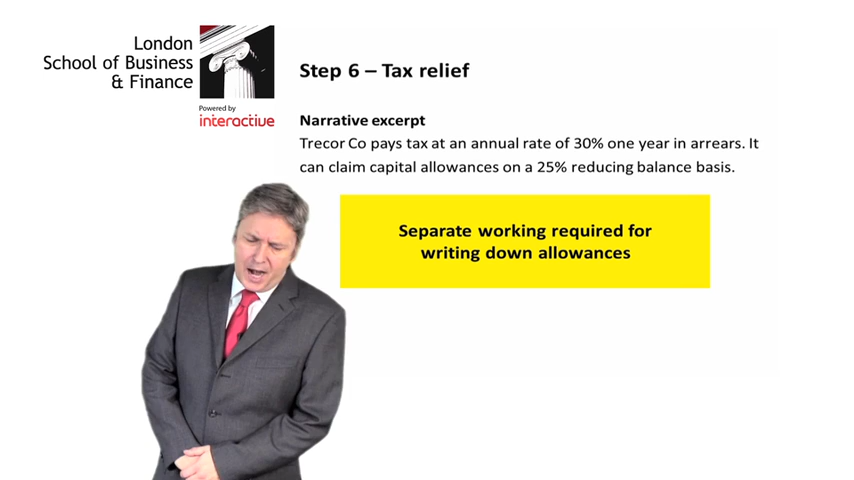 London
School of Business
& Finance
Powered by
interactive
Step 6 – Tax relief
Narrative excerpt
Trecor Co pays tax at an annual rate of 30% one year in arrears. It
can claim capital allowances on a 25% reducing balance basis.
Separate working required for
writing down allowances